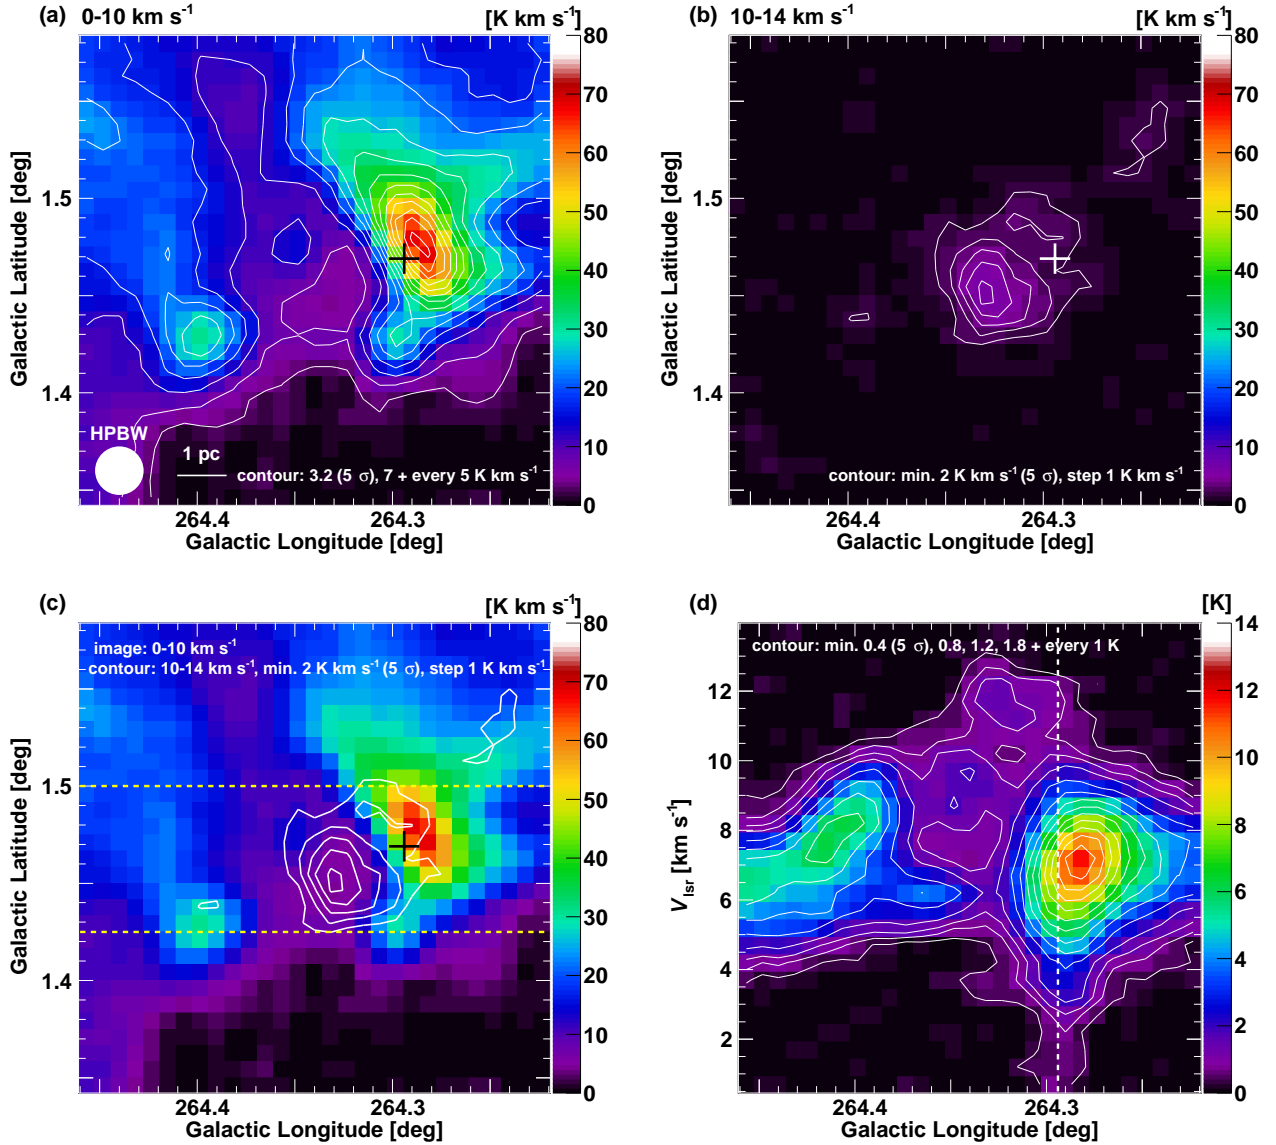 (a) 0-10 km s⁻¹ [K km s⁻¹]
80
70
60
50
40
30
20
10
0
Galactic Latitude [deg]
1.5
1.4
HPBW
1 pc
contour: 3.2 (5 σ), 7 + every 5 K km s⁻¹
264.4 264.3
Galactic Longitude [deg]
(b) 10-14 km s⁻¹ [K km s⁻¹]
80
70
60
50
40
30
20
10
0
Galactic Latitude [deg]
1.5
1.4
contour: min. 2 K km s⁻¹ (5 σ), step 1 K km s⁻¹
264.4 264.3
Galactic Longitude [deg]
(c) [K km s⁻¹]
image: 0-10 km s⁻¹
contour: 10-14 km s⁻¹, min. 2 K km s⁻¹ (5 σ), step 1 K km s⁻¹
80
70
60
50
40
30
20
10
0
Galactic Latitude [deg]
1.5
1.4
264.4 264.3
Galactic Longitude [deg]
(d) [K]
contour: min. 0.4 (5 σ), 0.8, 1.2, 1.8 + every 1 K
14
12
10
8
6
4
2
0
V_lsr [km s⁻¹]
12
10
8
6
4
2
264.4 264.3
Galactic Longitude [deg]